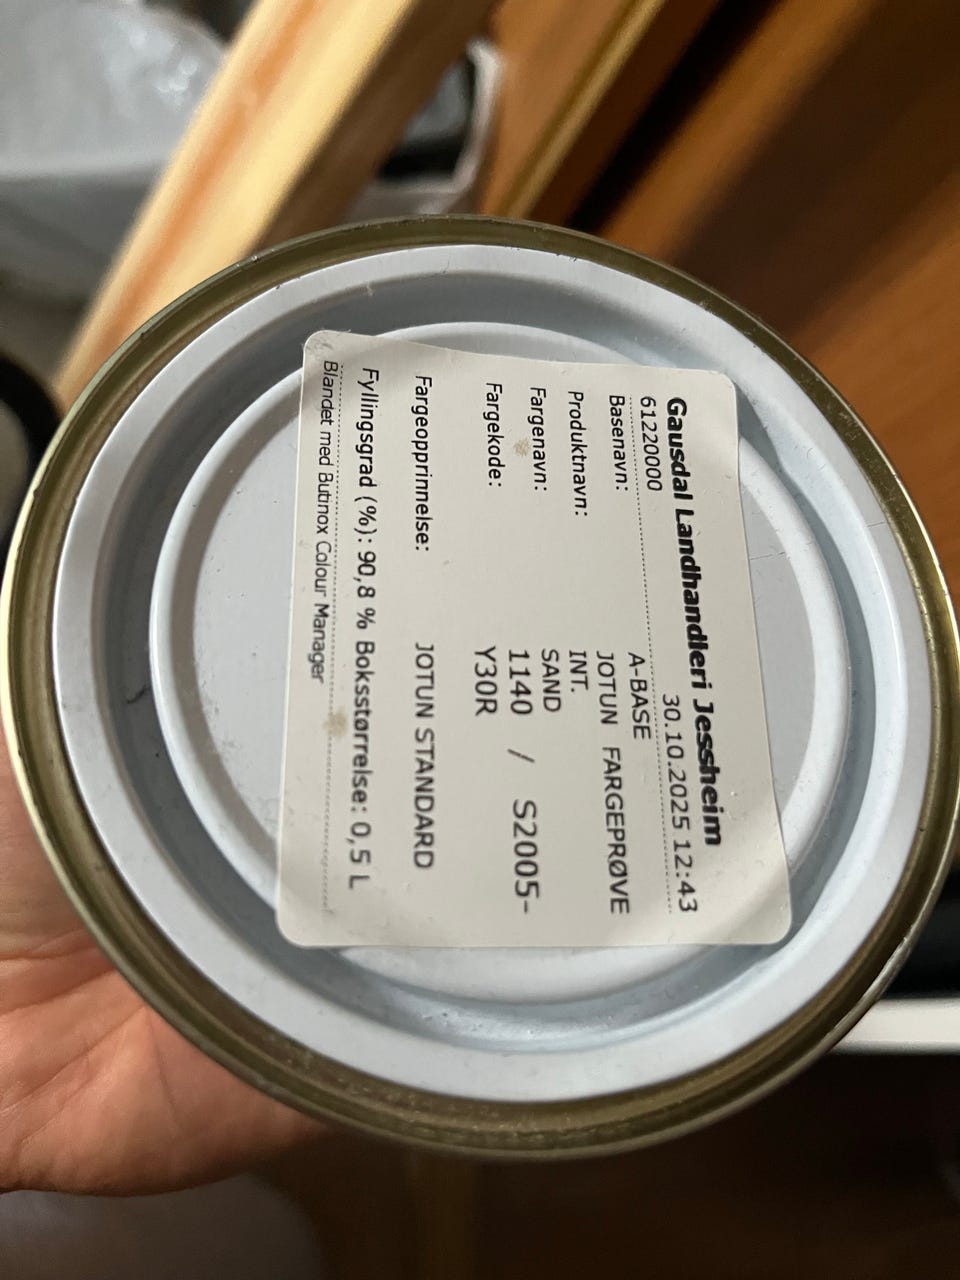 Gausdal Landhandleri Jessheim
61220000 30.10.2025 12:43
Basenavn: A-BASE
Produktnavn: JOTUN FARGEPRØVE
INT.
Fargenavn: SAND
Fargekode: 1140 / S2005-
Y30R
Fargeopprinnelse: JOTUN STANDARD
Fyllingsgrad (%): 90,8 % Boksstørrelse: 0,5 L
Blandet med Butinox Colour Manager